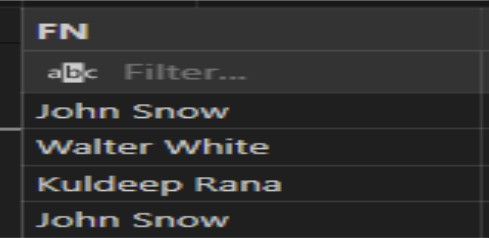 FN
abc Filter...
John Snow
Walter White
Kuldeep Rana
John Snow